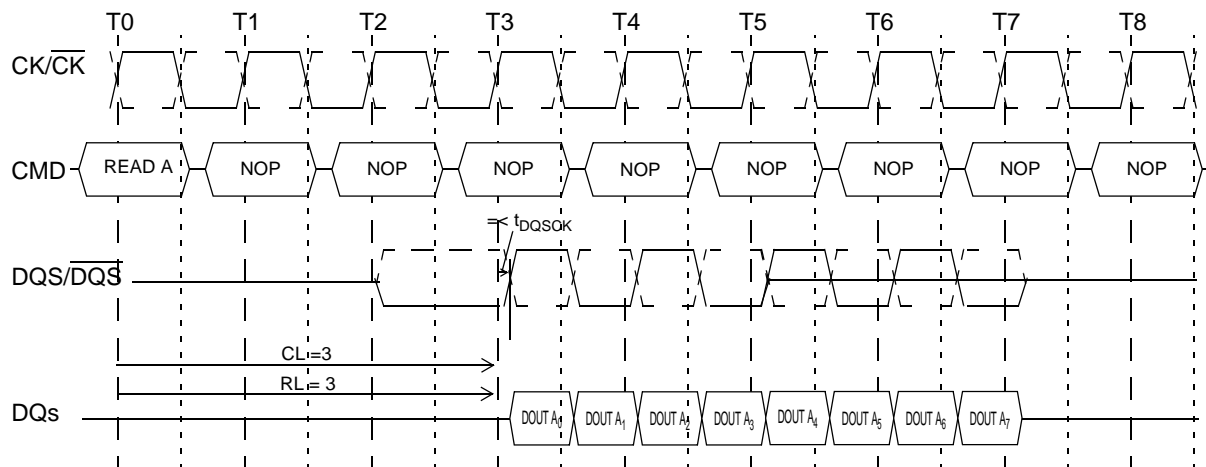 T0 T1 T2 T3 T4 T5 T6 T7 T8
CK/C̅K̅
CMD READ A NOP NOP NOP NOP NOP NOP NOP NOP
=< tDQSCK
DQS/D̅Q̅S̅
CL =3
RL = 3
DQs DOUT A0 DOUT A1 DOUT A2 DOUT A3 DOUT A4 DOUT A5 DOUT A6 DOUT A7